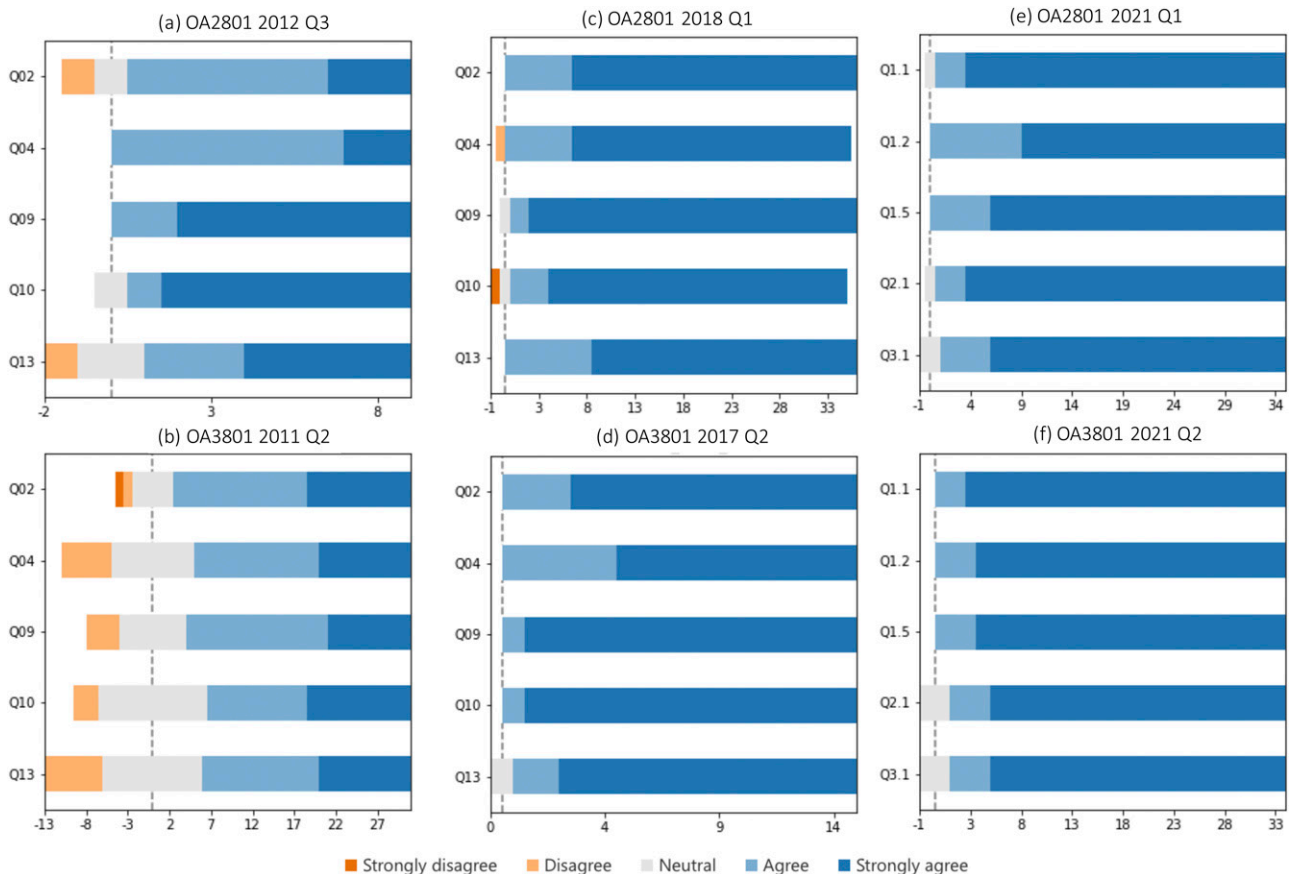 (a) OA2801 2012 Q3
Q02
Q04
Q09
Q10
Q13
-2 3 8
(c) OA2801 2018 Q1
Q02
Q04
Q09
Q10
Q13
-1 3 8 13 18 23 28 33
(e) OA2801 2021 Q1
Q1.1
Q1.2
Q1.5
Q2.1
Q3.1
-1 4 9 14 19 24 29 34
(b) OA3801 2011 Q2
Q02
Q04
Q09
Q10
Q13
-13 -8 -3 2 7 12 17 22 27
(d) OA3801 2017 Q2
Q02
Q04
Q09
Q10
Q13
0 4 9 14
(f) OA3801 2021 Q2
Q1.1
Q1.2
Q1.5
Q2.1
Q3.1
-1 3 8 13 18 23 28 33
Strongly disagree Disagree Neutral Agree Strongly agree